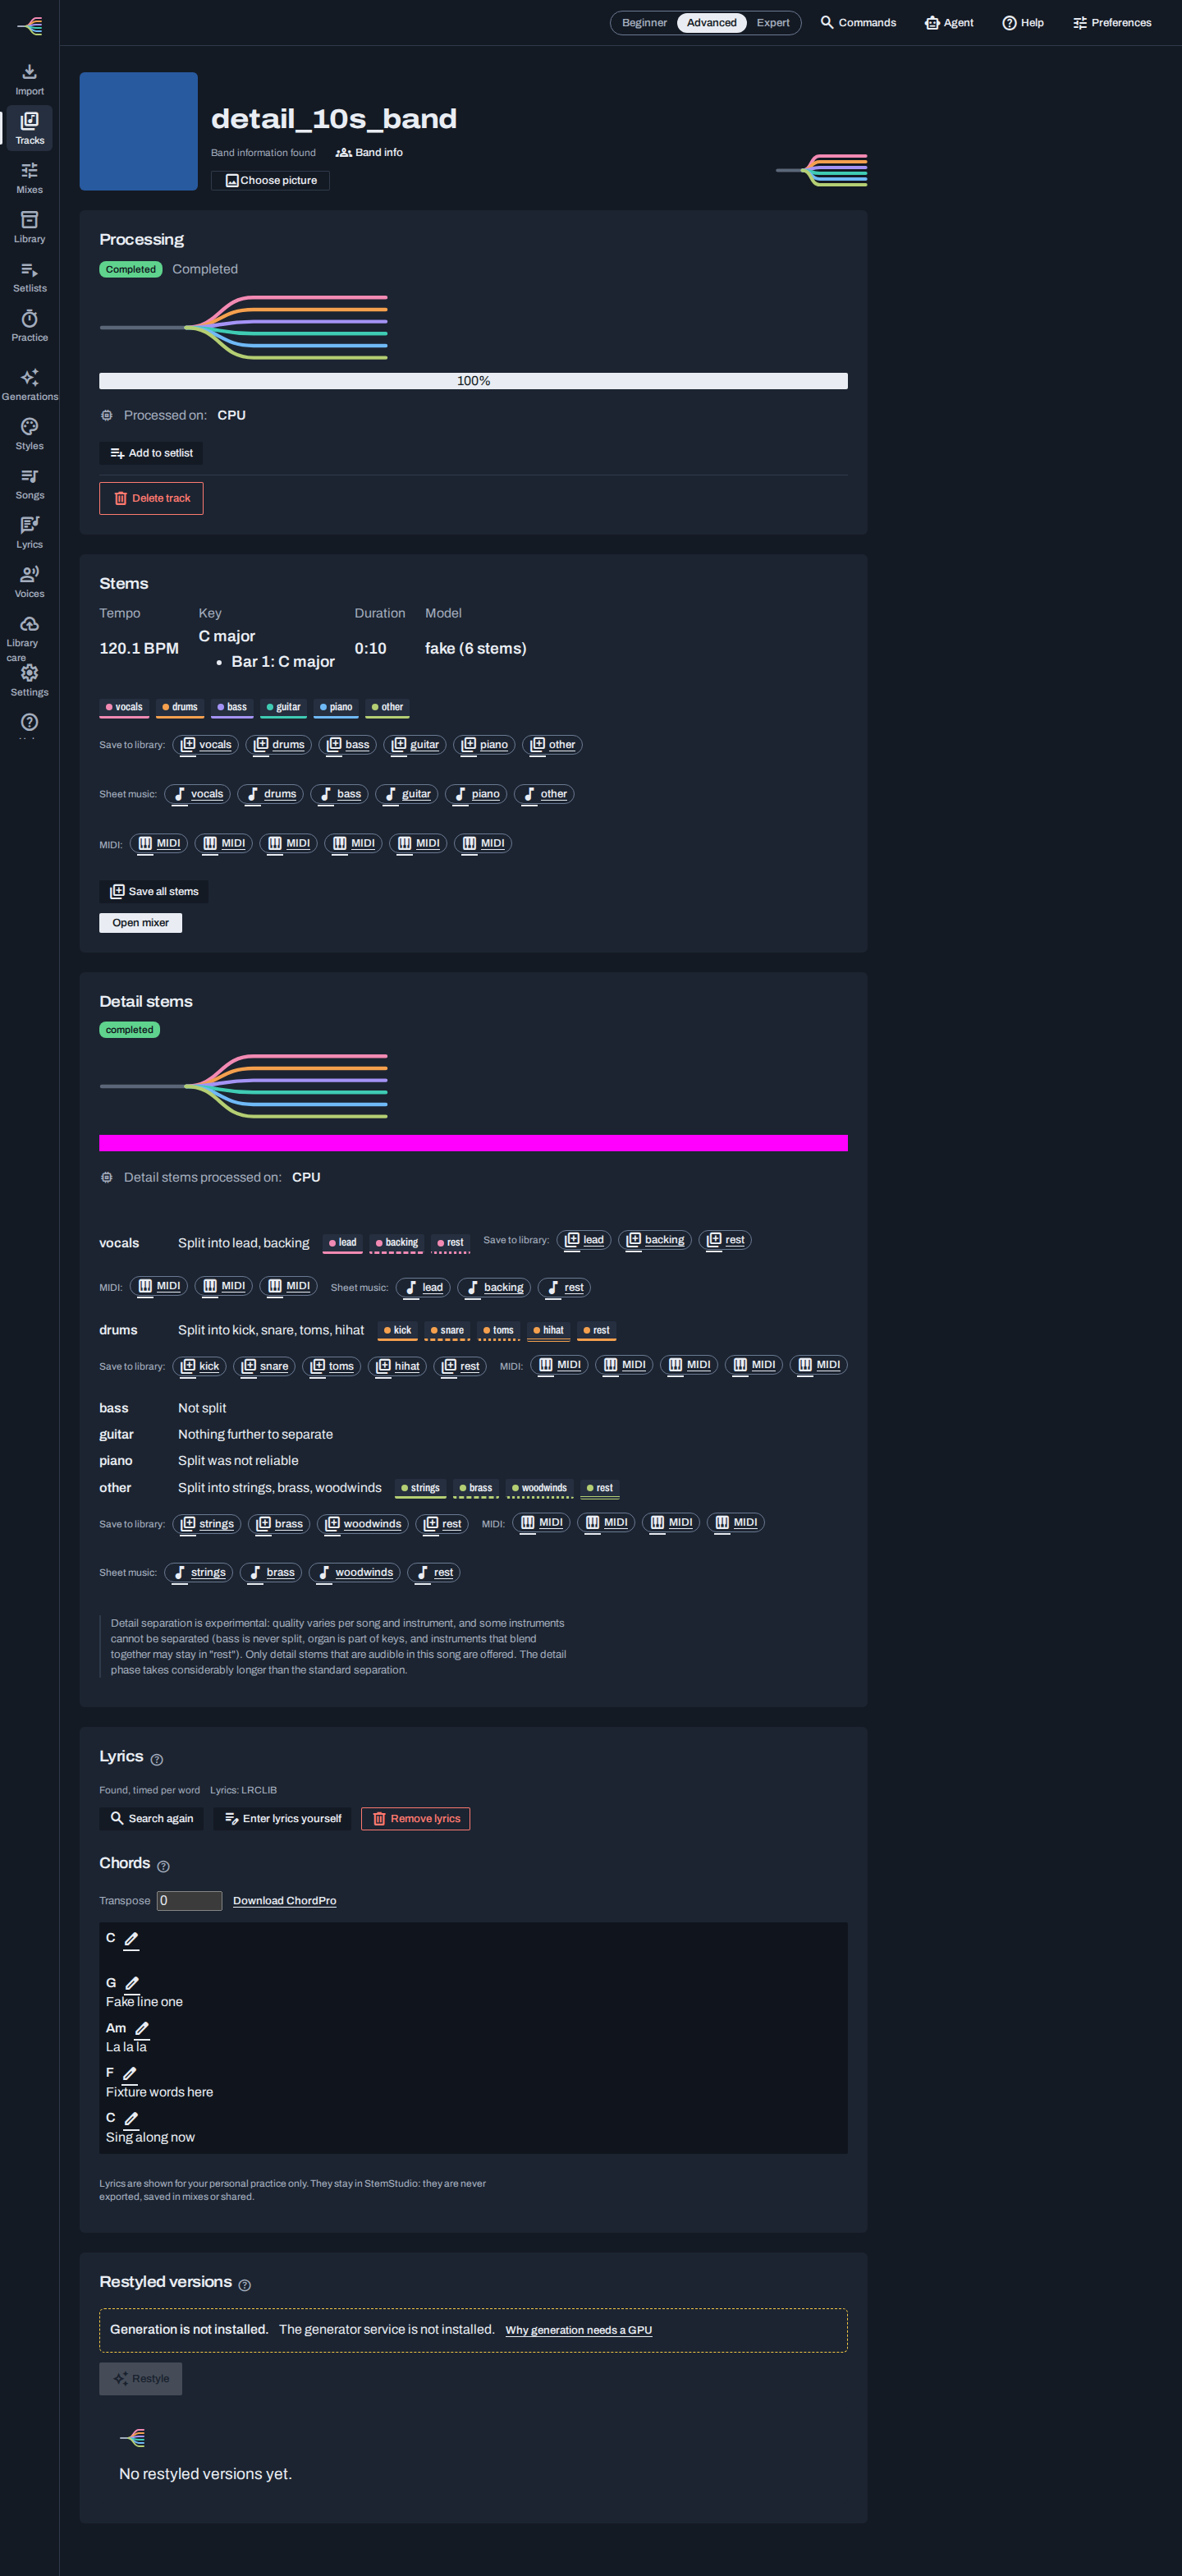 Beginner Advanced Expert Commands Agent Help Preferences
Import
Tracks
Mixes
Library
Setlists
Practice
Generations
Styles
Songs
Lyrics
Voices
Library
care
Settings
detail_10s_band
Band information found Band info
Choose picture
Processing
Completed Completed
100%
Processed on: CPU
Add to setlist
Delete track
Stems
Tempo Key Duration Model
120.1 BPM C major 0:10 fake (6 stems)
• Bar 1: C major
vocals drums bass guitar piano other
Save to library: vocals drums bass guitar piano other
Sheet music: vocals drums bass guitar piano other
MIDI: MIDI MIDI MIDI MIDI MIDI MIDI
Save all stems
Open mixer
Detail stems
completed
Detail stems processed on: CPU
vocals Split into lead, backing lead backing rest Save to library: lead backing rest
MIDI: MIDI MIDI MIDI Sheet music: lead backing rest
drums Split into kick, snare, toms, hihat kick snare toms hihat rest
Save to library: kick snare toms hihat rest MIDI: MIDI MIDI MIDI MIDI MIDI
bass Not split
guitar Nothing further to separate
piano Split was not reliable
other Split into strings, brass, woodwinds strings brass woodwinds rest
Save to library: strings brass woodwinds rest MIDI: MIDI MIDI MIDI MIDI
Sheet music: strings brass woodwinds rest
Detail separation is experimental: quality varies per song and instrument, and some instruments
cannot be separated (bass is never split, organ is part of keys, and instruments that blend
together may stay in "rest"). Only detail stems that are audible in this song are offered. The detail
phase takes considerably longer than the standard separation.
Lyrics
Found, timed per word Lyrics: LRCLIB
Search again Enter lyrics yourself Remove lyrics
Chords
Transpose 0 Download ChordPro
C
G
Fake line one
Am
La la la
F
Fixture words here
C
Sing along now
Lyrics are shown for your personal practice only. They stay in StemStudio: they are never
exported, saved in mixes or shared.
Restyled versions
Generation is not installed. The generator service is not installed. Why generation needs a GPU
Restyle
No restyled versions yet.